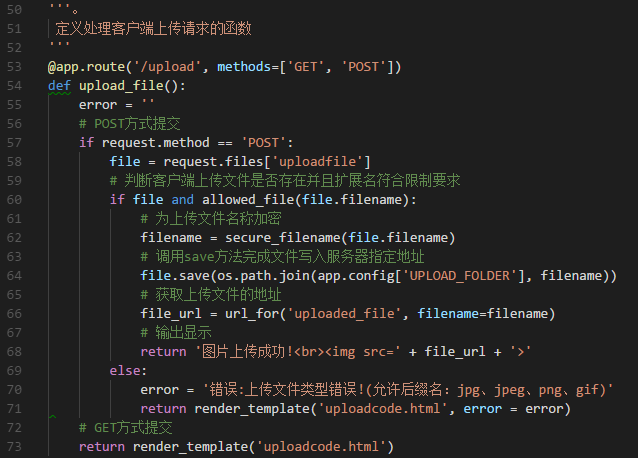 50 '''。
51 定义处理客户端上传请求的函数
52 '''
53 @app.route('/upload', methods=['GET', 'POST'])
54 def upload_file():
55     error = ''
56     # POST方式提交
57     if request.method == 'POST':
58         file = request.files['uploadfile']
59         # 判断客户端上传文件是否存在并且扩展名符合限制要求
60         if file and allowed_file(file.filename):
61             # 为上传文件名称加密
62             filename = secure_filename(file.filename)
63             # 调用save方法完成文件写入服务器指定地址
64             file.save(os.path.join(app.config['UPLOAD_FOLDER'], filename))
65             # 获取上传文件的地址
66             file_url = url_for('uploaded_file', filename=filename)
67             # 输出显示
68             return '图片上传成功!<br><img src=' + file_url + '>'
69         else:
70             error = '错误:上传文件类型错误!(允许后缀名: jpg、jpeg、png、gif)'
71             return render_template('uploadcode.html', error = error)
72     # GET方式提交
73     return render_template('uploadcode.html')